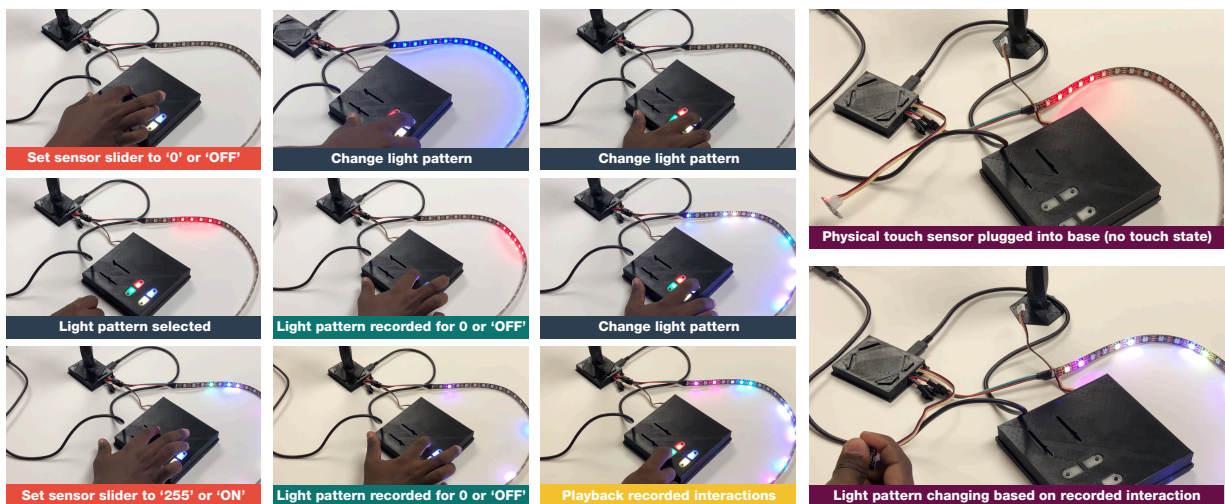 Set sensor slider to ‘0’ or ‘OFF’
Change light pattern
Change light pattern
Physical touch sensor plugged into base (no touch state)
Light pattern selected
Light pattern recorded for 0 or ‘OFF’
Change light pattern
Set sensor slider to ‘255’ or ‘ON’
Light pattern recorded for 0 or ‘OFF’
Playback recorded interactions
Light pattern changing based on recorded interaction